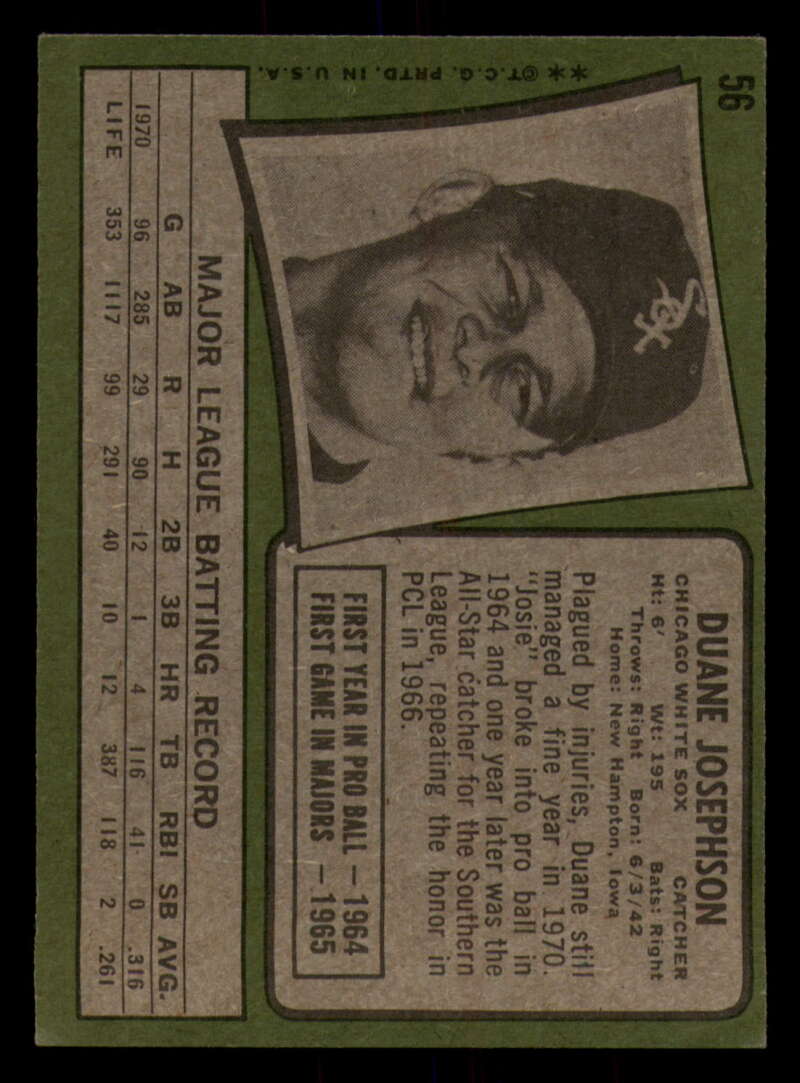 56
**©T.C.G. PRTD. IN U.S.A.
Sox
DUANE JOSEPHSON
CHICAGO WHITE SOX CATCHER
Ht: 6' Wt: 195 Bats: Right
Throws: Right Born: 6/3/42
Home: New Hampton, Iowa
Plagued by injuries, Duane still
managed a fine year in 1970.
"Josie" broke into pro ball in
1964 and one year later was the
All-Star catcher for the Southern
League, repeating the honor in
PCL in 1966.
FIRST YEAR IN PRO BALL — 1964
FIRST GAME IN MAJORS — 1965
MAJOR LEAGUE BATTING RECORD
G AB R H 2B 3B HR TB RBI SB AVG.
1970 96 285 29 90 12 1 4 116 41 0 .316
LIFE 353 1117 99 291 40 10 12 387 118 2 .261